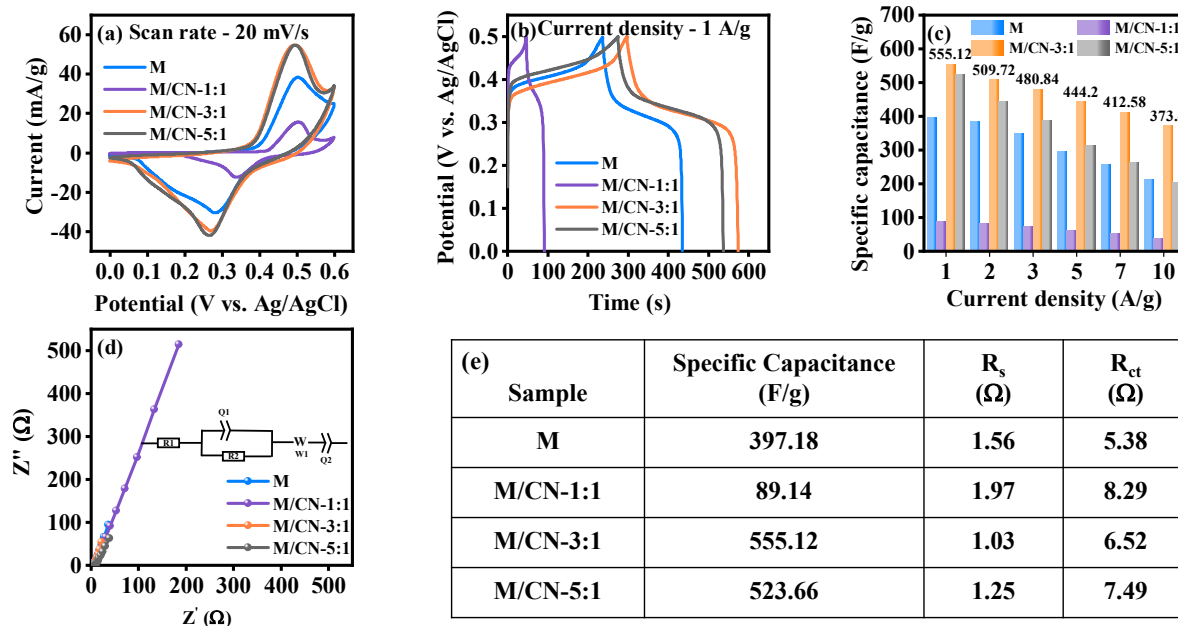 (a) Scan rate - 20 mV/s
60
40
20
0
-20
-40
Current (mA/g)
M
M/CN-1:1
M/CN-3:1
M/CN-5:1
0.0 0.1 0.2 0.3 0.4 0.5 0.6
Potential (V vs. Ag/AgCl)
(b) Current density - 1 A/g
0.5
0.4
0.3
0.2
0.1
0.0
Potential (V vs. Ag/AgCl)
M
M/CN-1:1
M/CN-3:1
M/CN-5:1
0 100 200 300 400 500 600
Time (s)
(c)
M M/CN-1:1
M/CN-3:1 M/CN-5:1
700
600
500
400
300
200
100
0
Specific capacitance (F/g)
555.12 509.72 480.84 444.2 412.58 373.
1 2 3 5 7 10
Current density (A/g)
(d)
500
400
300
200
100
0
Z'' (Ω)
Q1
R1
R2
W
W1
Q2
M
M/CN-1:1
M/CN-3:1
M/CN-5:1
0 100 200 300 400 500
Z' (Ω)
(e)
Sample Specific Capacitance (F/g) Rs (Ω) Rct (Ω)
M 397.18 1.56 5.38
M/CN-1:1 89.14 1.97 8.29
M/CN-3:1 555.12 1.03 6.52
M/CN-5:1 523.66 1.25 7.49